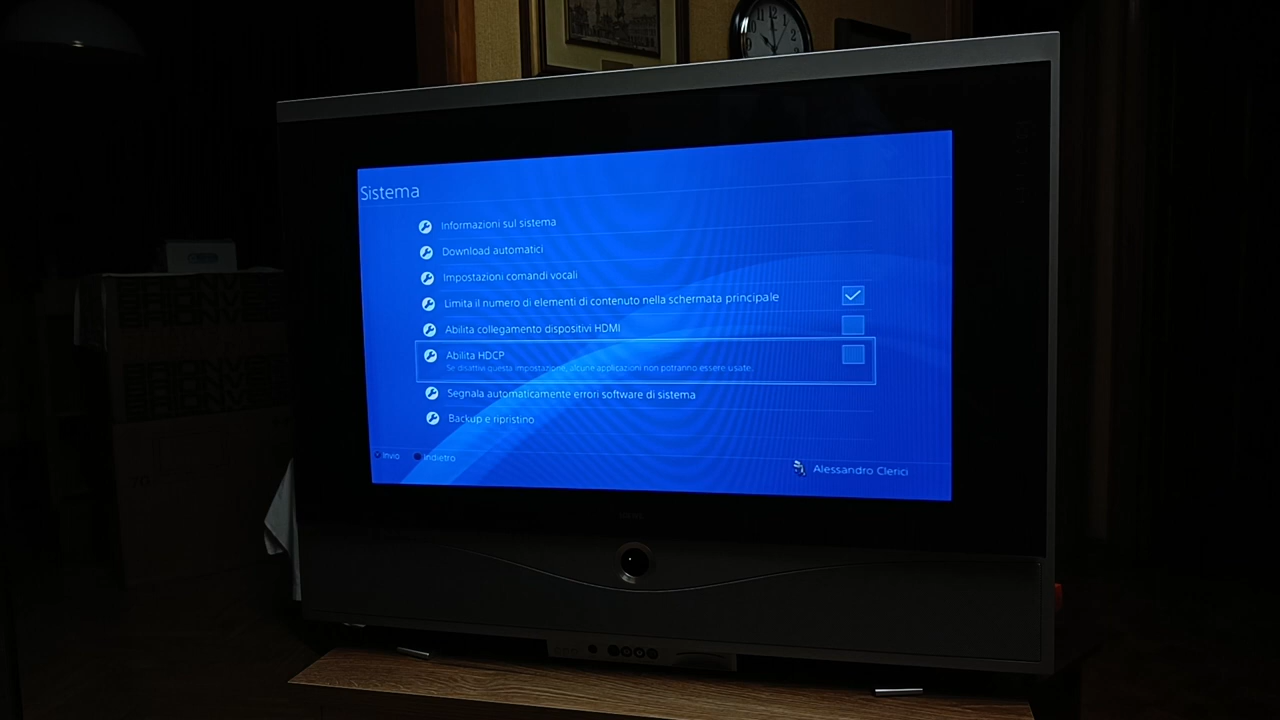 Sistema
Informazioni sul sistema
Download automatici
Impostazioni comandi vocali
Limita il numero di elementi di contenuto nella schermata principale
Abilita collegamento dispositivi HDMI
Abilita HDCP
Se disattivi questa impostazione, alcune applicazioni non potranno essere usate.
Segnala automaticamente errori software di sistema
Backup e ripristino
Invio
Indietro
Alessandro Clerici